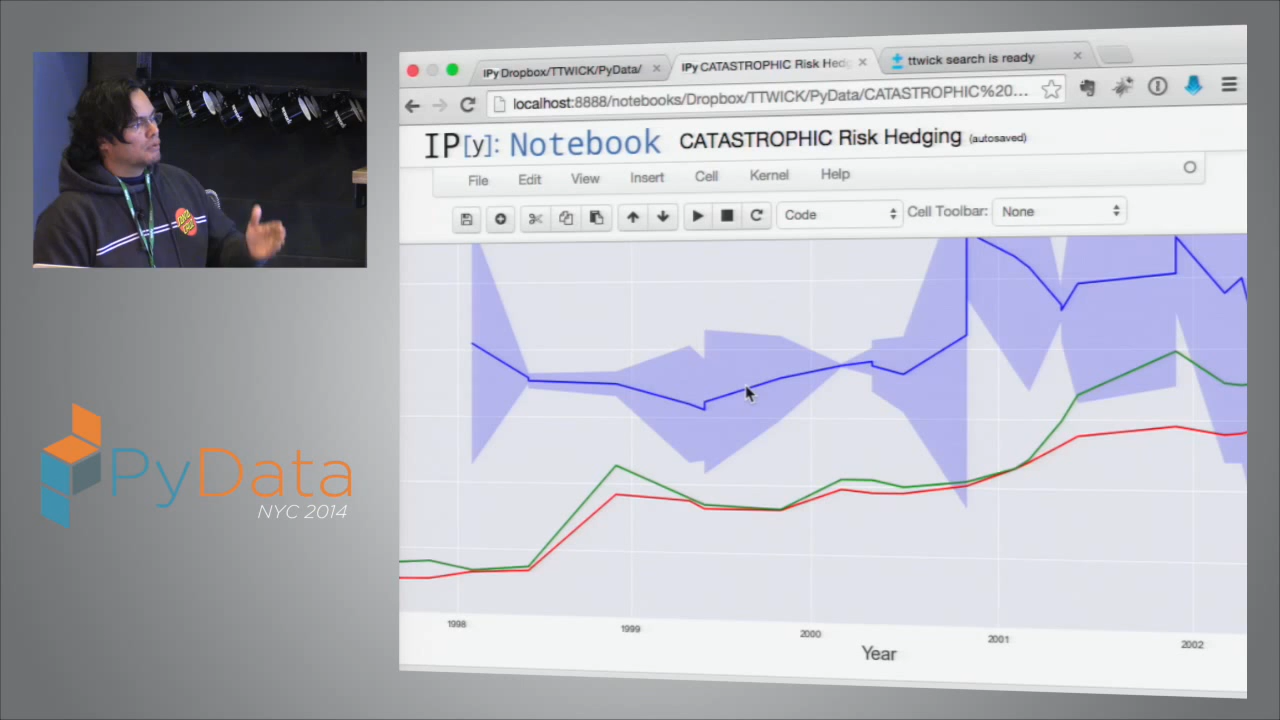 IPy Dropbox/TTWICK/PyData/
IPy CATASTROPHIC Risk Hedg
ttwick search is ready
localhost:8888/notebooks/Dropbox/TTWICK/PyData/CATASTROPHIC%20...
IP[y]: Notebook CATASTROPHIC Risk Hedging (autosaved)
File Edit View Insert Cell Kernel Help
Code Cell Toolbar: None
1998 1999 2000 2001 2002
Year
PyData
NYC 2014